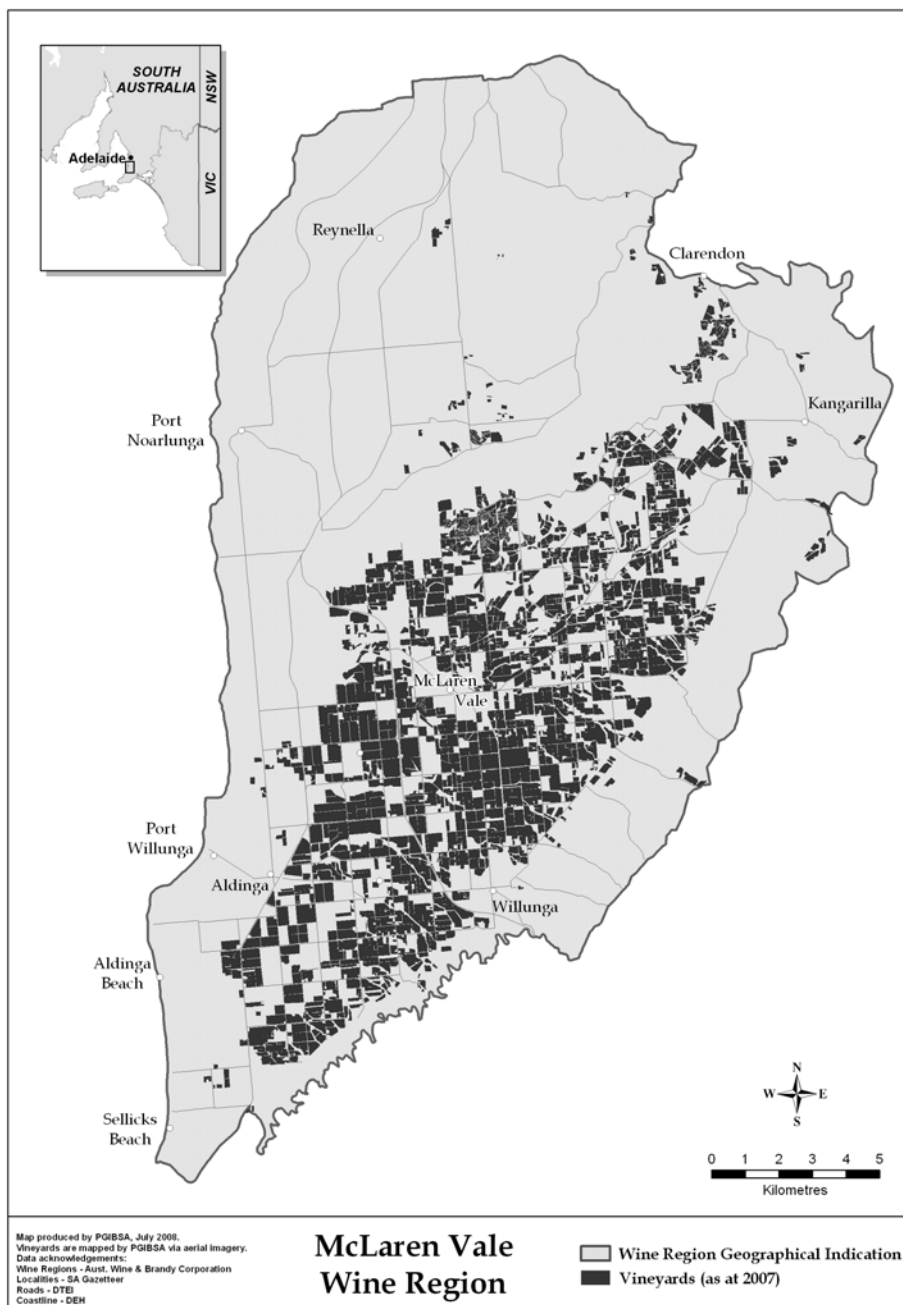 SOUTH
AUSTRALIA
NSW
Adelaide
VIC
Reynella
Clarendon
Kangarilla
Port
Noarlunga
McLaren
Vale
Port
Willunga
Aldinga
Willunga
Aldinga
Beach
Sellicks
Beach
N
W E
S
0 1 2 3 4 5
Kilometres
Map produced by PGIBSA, July 2008.
Vineyards are mapped by PGIBSA via aerial imagery.
Data acknowledgements:
Wine Regions - Aust. Wine & Brandy Corporation
Localities - SA Gazetteer
Roads - DTEI
Coastline - DEH
McLaren Vale
Wine Region
Wine Region Geographical Indication
Vineyards (as at 2007)